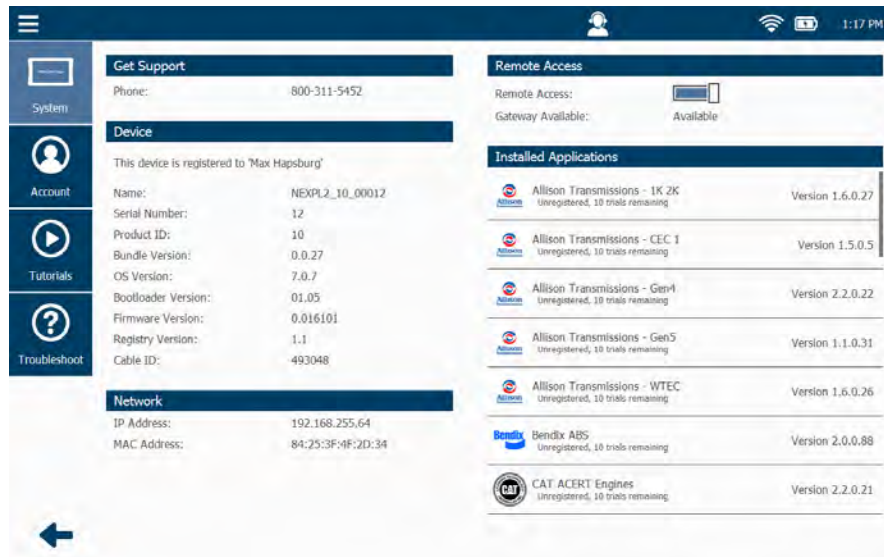 1:17 PM
System
Account
Tutorials
Troubleshoot
Get Support
Phone: 800-311-5452
Device
This device is registered to 'Max Hapsburg'
Name: NEXPL2_10_00012
Serial Number: 12
Product ID: 10
Bundle Version: 0.0.27
OS Version: 7.0.7
Bootloader Version: 01.05
Firmware Version: 0.016101
Registry Version: 1.1
Cable ID: 493048
Network
IP Address: 192.168.255.64
MAC Address: 84:25:3F:4F:2D:34
Remote Access
Remote Access:
Gateway Available: Available
Installed Applications
Allison Transmissions - 1K 2K Version 1.6.0.27
Unregistered, 10 trials remaining
Allison Transmissions - CEC 1 Version 1.5.0.5
Unregistered, 10 trials remaining
Allison Transmissions - Gen4 Version 2.2.0.22
Unregistered, 10 trials remaining
Allison Transmissions - Gen5 Version 1.1.0.31
Unregistered, 10 trials remaining
Allison Transmissions - WTEC Version 1.6.0.26
Unregistered, 10 trials remaining
Bendix Bendix ABS Version 2.0.0.88
Unregistered, 10 trials remaining
CAT CAT ACERT Engines Version 2.2.0.21
Unregistered, 10 trials remaining